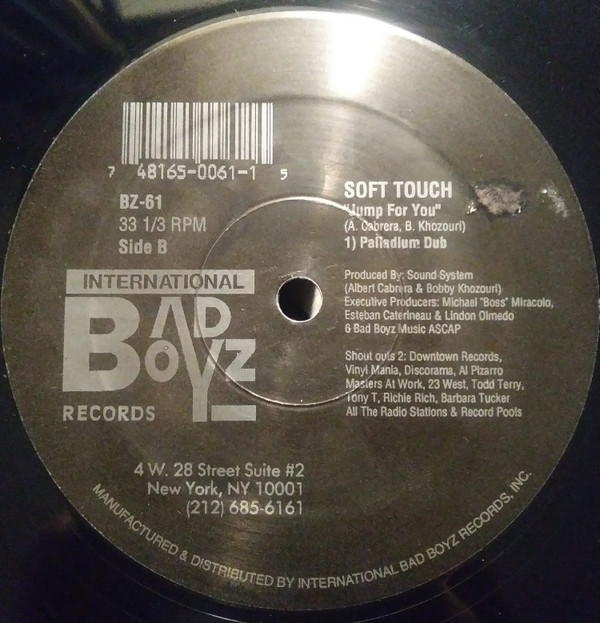 7 48165-0061-1 5
BZ-61
33 1/3 RPM
Side B
INTERNATIONAL
BAD
BOYZ
RECORDS
SOFT TOUCH
"Jump For You"
(A. Cabrera, B. Khozouri)
1) Palladium Dub
Produced By: Sound System
(Albert Cabrera & Bobby Khozouri)
Executive Producers: Michael "Boss" Miracolo,
Esteban Caterineau & Lindon Olmedo
6 Bad Boyz Music ASCAP
Shout outs 2: Downtown Records,
Vinyl Mania, Discorama, Al Pizarro
Masters At Work, 23 West, Todd Terry,
Tony T, Richie Rich, Barbara Tucker
All The Radio Stations & Record Pools
4 W. 28 Street Suite #2
New York, NY 10001
(212) 685-6161
MANUFACTURED & DISTRIBUTED BY INTERNATIONAL BAD BOYZ RECORDS, INC.